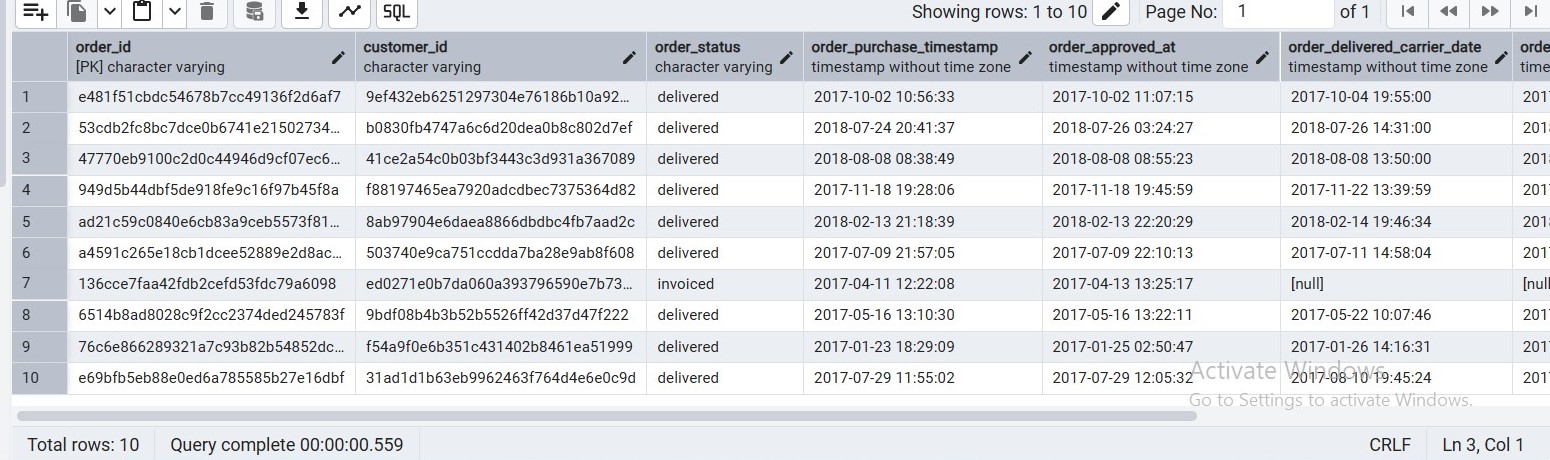 SQL Showing rows: 1 to 10 Page No: 1 of 1
order_id customer_id order_status order_purchase_timestamp order_approved_at order_delivered_carrier_date orde
[PK] character varying character varying character varying timestamp without time zone timestamp without time zone timestamp without time zone times
1 e481f51cbdc54678b7cc49136f2d6af7 9ef432eb6251297304e76186b10a92... delivered 2017-10-02 10:56:33 2017-10-02 11:07:15 2017-10-04 19:55:00 2017
2 53cdb2fc8bc7dce0b6741e21502734... b0830fb4747a6c6d20dea0b8c802d7ef delivered 2018-07-24 20:41:37 2018-07-26 03:24:27 2018-07-26 14:31:00 2018
3 47770eb9100c2d0c44946d9cf07ec6... 41ce2a54c0b03bf3443c3d931a367089 delivered 2018-08-08 08:38:49 2018-08-08 08:55:23 2018-08-08 13:50:00 2018
4 949d5b44dbf5de918fe9c16f97b45f8a f88197465ea7920adcdbec7375364d82 delivered 2017-11-18 19:28:06 2017-11-18 19:45:59 2017-11-22 13:39:59 2017
5 ad21c59c0840e6cb83a9ceb5573f81... 8ab97904e6daea8866dbdbc4fb7aad2c delivered 2018-02-13 21:18:39 2018-02-13 22:20:29 2018-02-14 19:46:34 2018
6 a4591c265e18cb1dcee52889e2d8ac... 503740e9ca751ccdda7ba28e9ab8f608 delivered 2017-07-09 21:57:05 2017-07-09 22:10:13 2017-07-11 14:58:04 2017
7 136cce7faa42fdb2cefd53fdc79a6098 ed0271e0b7da060a393796590e7b73... invoiced 2017-04-11 12:22:08 2017-04-13 13:25:17 [null] [null
8 6514b8ad8028c9f2cc2374ded245783f 9bdf08b4b3b52b5526ff42d37d47f222 delivered 2017-05-16 13:10:30 2017-05-16 13:22:11 2017-05-22 10:07:46 2017
9 76c6e866289321a7c93b82b54852dc... f54a9f0e6b351c431402b8461ea51999 delivered 2017-01-23 18:29:09 2017-01-25 02:50:47 2017-01-26 14:16:31 2017
10 e69bfb5eb88e0ed6a785585b27e16dbf 31ad1d1b63eb9962463f764d4e6e0c9d delivered 2017-07-29 11:55:02 2017-07-29 12:05:32 2017-08-10 19:45:24 2017
Activate Windows
Go to Settings to activate Windows.
Total rows: 10 Query complete 00:00:00.559 CRLF Ln 3, Col 1